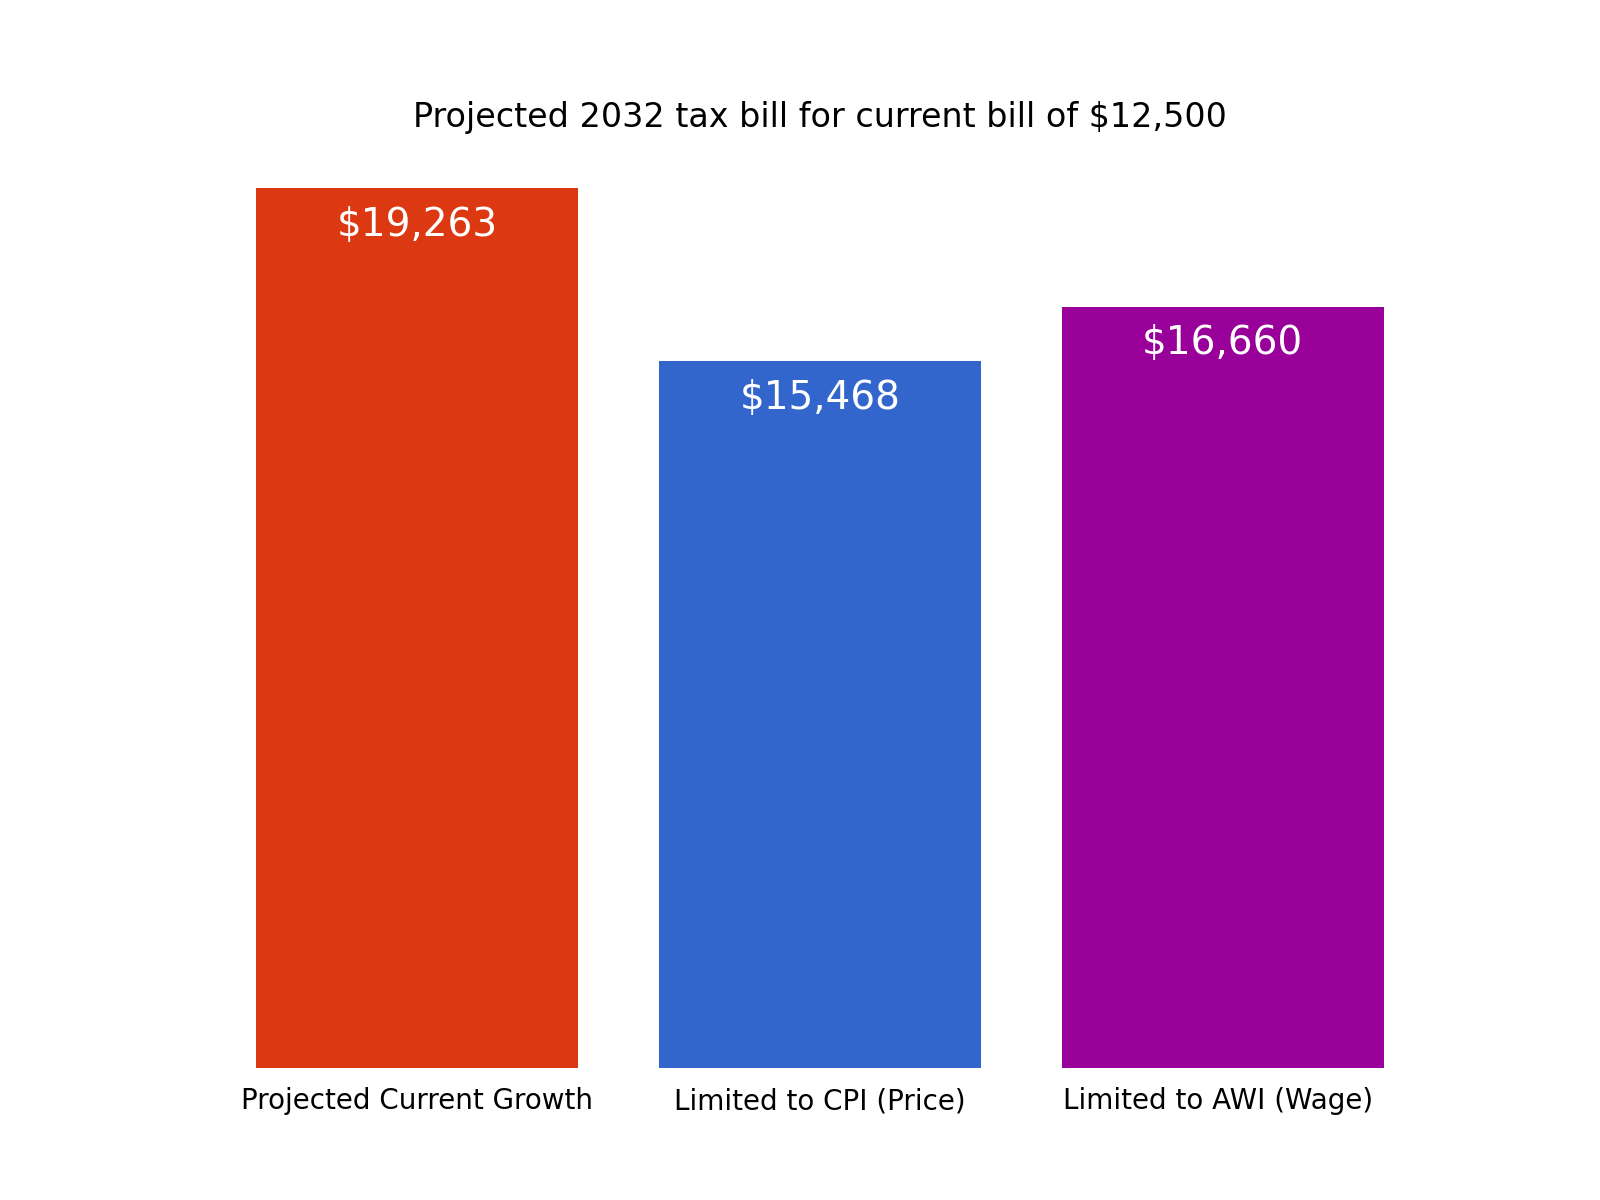 Projected 2032 tax bill for current bill of $12,500
$19,263
$15,468
$16,660
Projected Current Growth
Limited to CPI (Price)
Limited to AWI (Wage)